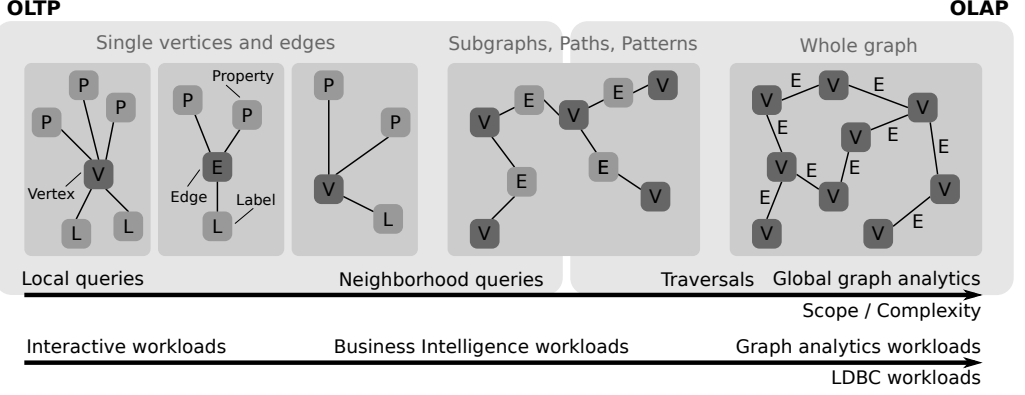 OLTP
OLAP
Single vertices and edges
Subgraphs, Paths, Patterns
Whole graph
P
P
P
V
Vertex
L
L
P
Property
P
E
Edge
Label
L
P
P
V
L
V
E
V
E
V
E
V
E
V
V
E
V
E
V
E
V
E
V
E
E
V
E
V
E
V
E
V
V
Local queries
Neighborhood queries
Traversals
Global graph analytics
Scope / Complexity
Interactive workloads
Business Intelligence workloads
Graph analytics workloads
LDBC workloads